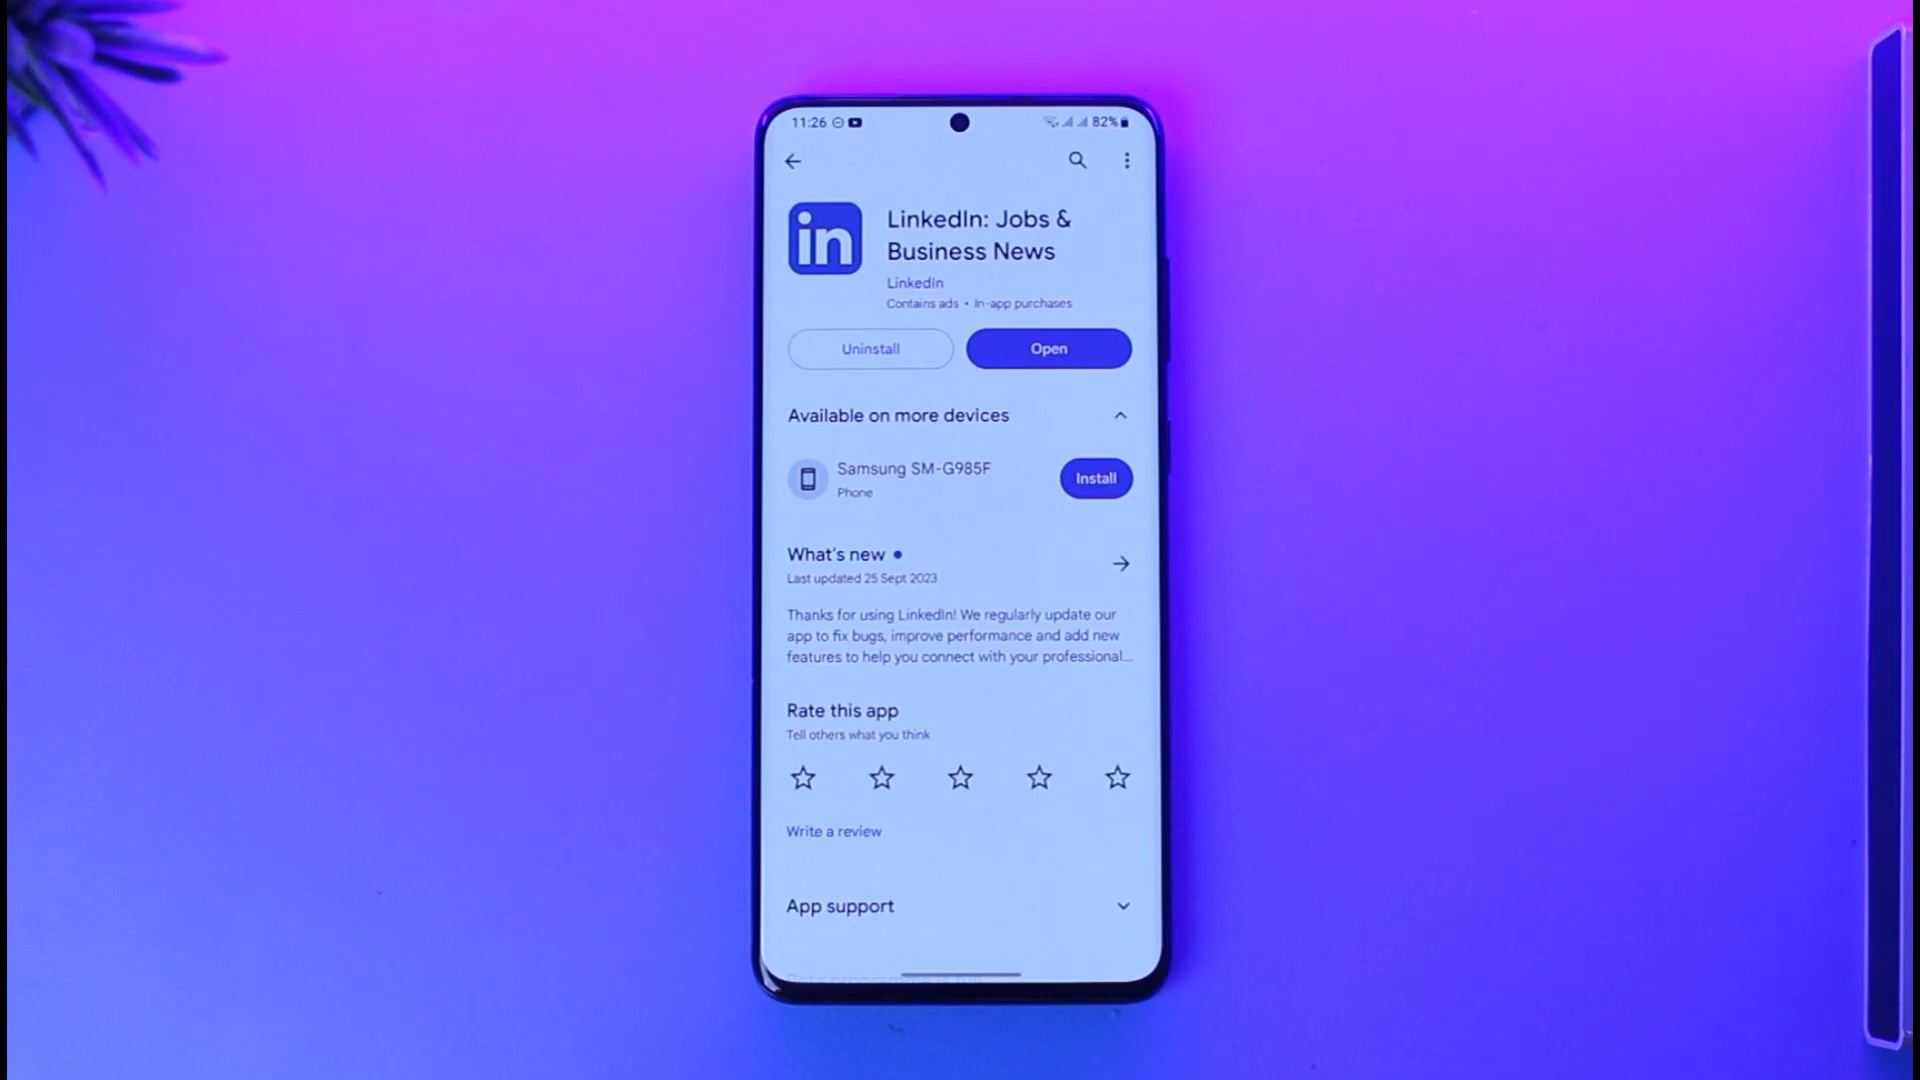 11:26
82%
in
LinkedIn: Jobs &
Business News
LinkedIn
Contains ads • In-app purchases
Uninstall
Open
Available on more devices
Samsung SM-G985F
Phone
Install
What's new
Last updated 25 Sept 2023
Thanks for using LinkedIn! We regularly update our
app to fix bugs, improve performance and add new
features to help you connect with your professional...
Rate this app
Tell others what you think
Write a review
App support